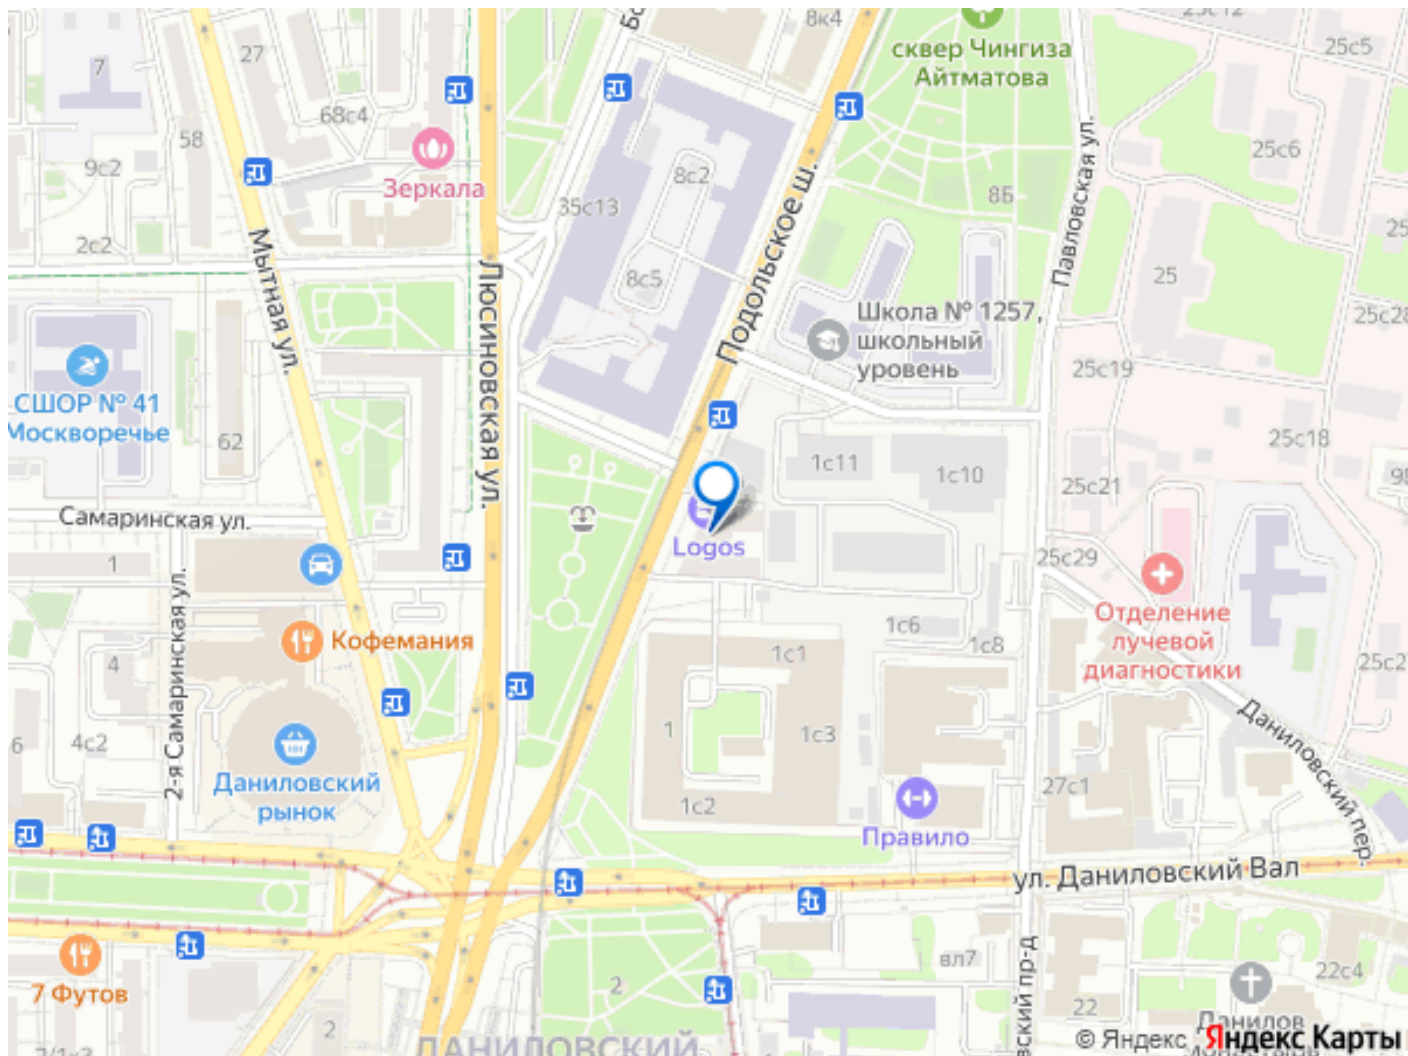 8к4
25с12
25с5
сквер Чингиза
Айтматова
27
7
68с4
58
9с2
Зеркала
35с13
8с2
8Б
25с6
Павловская ул.
2с2
Мытная ул.
Люсиновская ул.
8с5
Подольское ш.
25
25с28
Школа № 1257,
школьный
уровень
25с19
СШОР № 41
Москворечье
62
1с11
1с10
25с18
25с21
Самаринская ул.
Logos
1
25с29
2-я Самаринская ул.
Кофемания
Отделение
лучевой
диагностики
1с6
1с8
1с1
4
4с2
6
1
1с3
Даниловский
рынок
1с2
27с1
Даниловский пер.
Правило
ул. Даниловский Вал
7 Футов
2
вл7
22
22с4
2
ДАНИЛОВСКИЙ
Данилов
© Яндекс Яндекс Карты